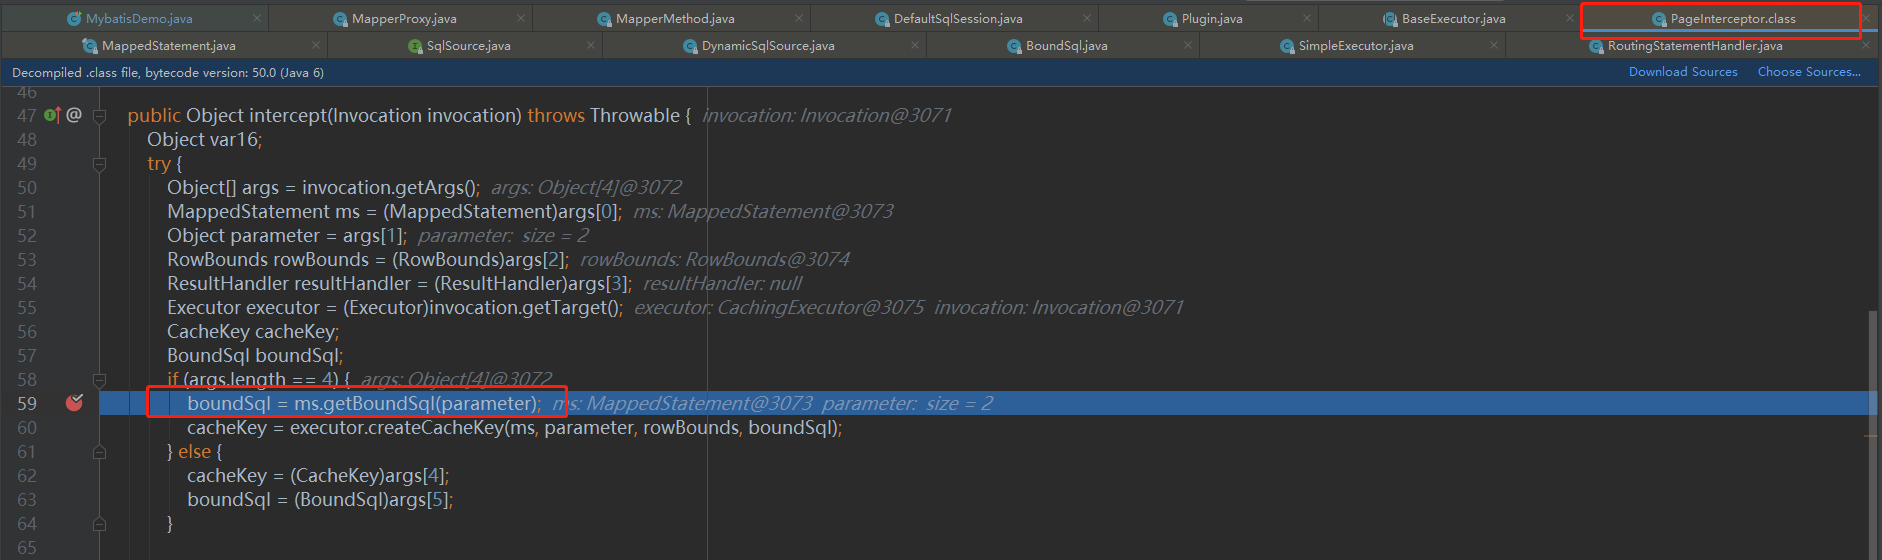 MybatisDemo.java MapperProxy.java MapperMethod.java DefaultSqlSession.java Plugin.java BaseExecutor.java PageInterceptor.class
MappedStatement.java SqlSource.java DynamicSqlSource.java BoundSql.java SimpleExecutor.java RoutingStatementHandler.java
Decompiled .class file, bytecode version: 50.0 (Java 6) Download Sources Choose Sources...
46
47 @ public Object intercept(Invocation invocation) throws Throwable { invocation: Invocation@3071
48 Object var16;
49 try {
50 Object[] args = invocation.getArgs(); args: Object[4]@3072
51 MappedStatement ms = (MappedStatement)args[0]; ms: MappedStatement@3073
52 Object parameter = args[1]; parameter: size = 2
53 RowBounds rowBounds = (RowBounds)args[2]; rowBounds: RowBounds@3074
54 ResultHandler resultHandler = (ResultHandler)args[3]; resultHandler: null
55 Executor executor = (Executor)invocation.getTarget(); executor: CachingExecutor@3075 invocation: Invocation@3071
56 CacheKey cacheKey;
57 BoundSql boundSql;
58 if (args.length == 4) { args: Object[4]@3072
59 boundSql = ms.getBoundSql(parameter); ms: MappedStatement@3073 parameter: size = 2
60 cacheKey = executor.createCacheKey(ms, parameter, rowBounds, boundSql);
61 } else {
62 cacheKey = (CacheKey)args[4];
63 boundSql = (BoundSql)args[5];
64 }
65